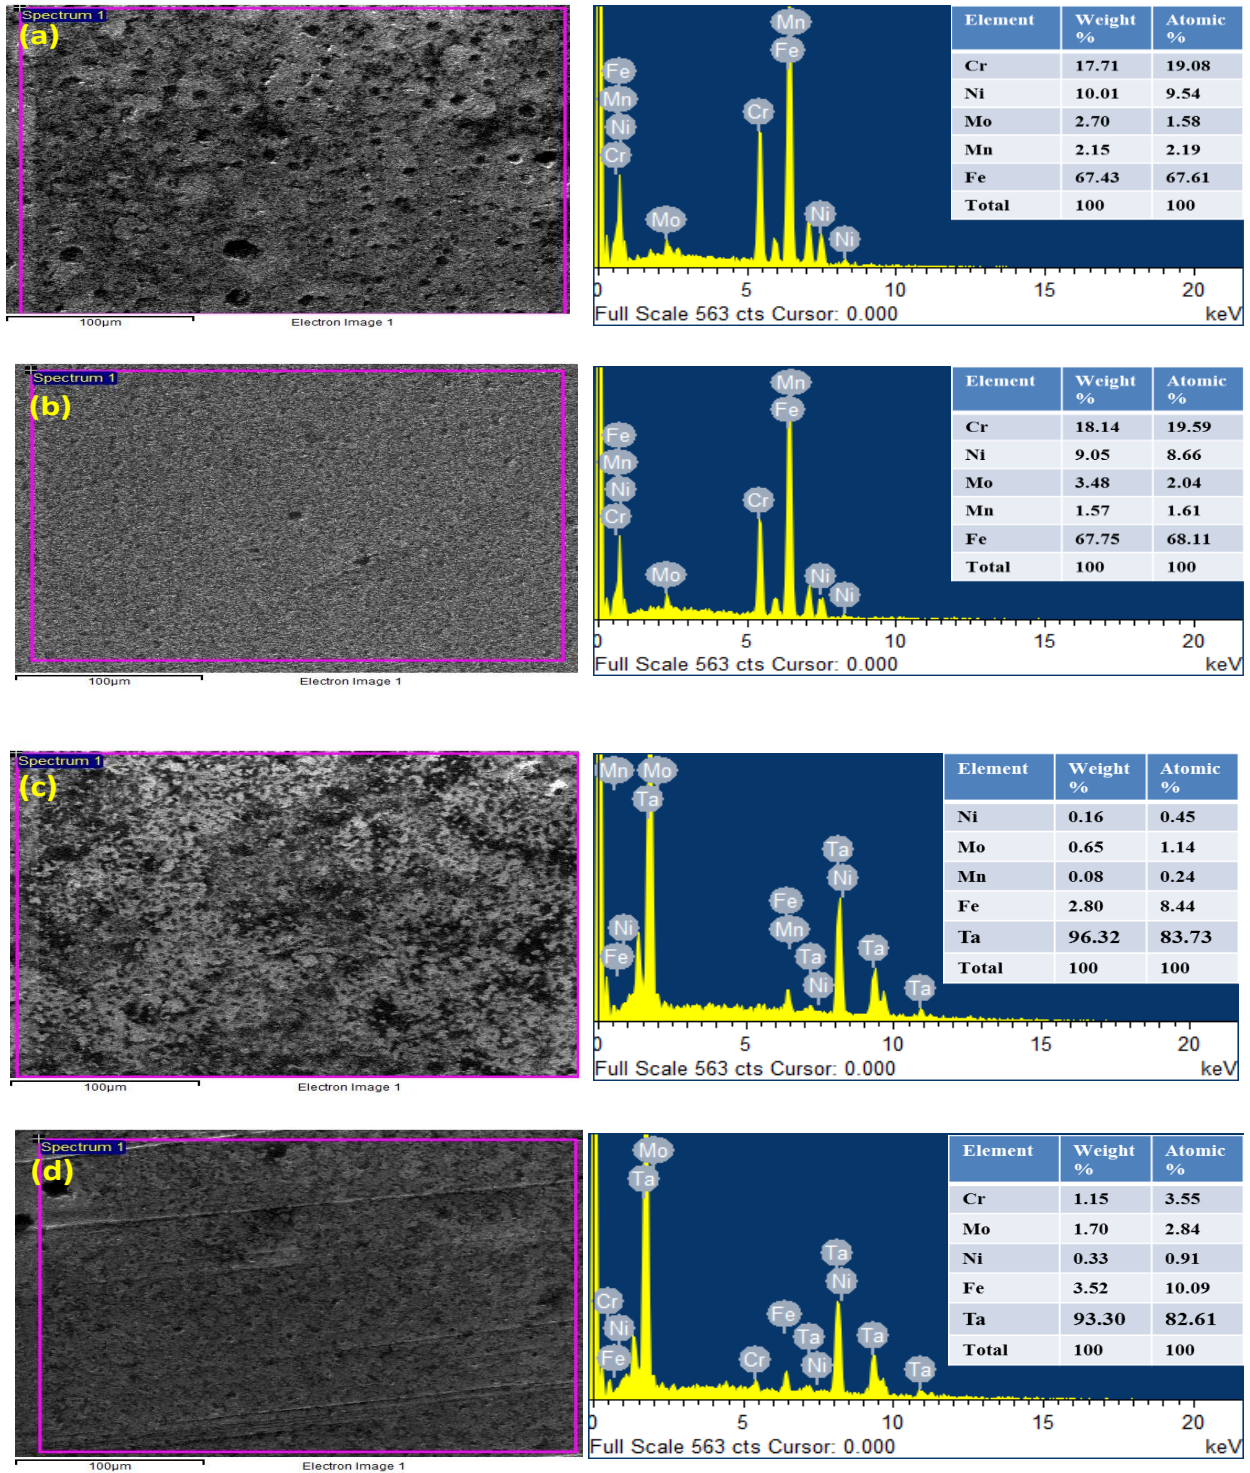 Spectrum 1
(a)
100µm Electron Image 1
Mn
Fe
Fe
Mn
Ni
Cr
Cr
Mo
Ni
Ni
0 5 10 15 20
Full Scale 563 cts Cursor: 0.000 keV
Element Weight % Atomic %
Cr 17.71 19.08
Ni 10.01 9.54
Mo 2.70 1.58
Mn 2.15 2.19
Fe 67.43 67.61
Total 100 100
Spectrum 1
(b)
100µm Electron Image 1
Mn
Fe
Fe
Mn
Ni
Cr
Cr
Mo
Ni
Ni
0 5 10 15 20
Full Scale 563 cts Cursor: 0.000 keV
Element Weight % Atomic %
Cr 18.14 19.59
Ni 9.05 8.66
Mo 3.48 2.04
Mn 1.57 1.61
Fe 67.75 68.11
Total 100 100
Spectrum 1
(c)
100µm Electron Image 1
Mn Mo
Ta
Ta
Ni
Fe
Mn
Ni
Fe
Ta
Ni
Ta
Ta
0 5 10 15 20
Full Scale 563 cts Cursor: 0.000 keV
Element Weight % Atomic %
Ni 0.16 0.45
Mo 0.65 1.14
Mn 0.08 0.24
Fe 2.80 8.44
Ta 96.32 83.73
Total 100 100
Spectrum 1
(d)
100µm Electron Image 1
Mo
Ta
Ta
Ni
Cr
Ni
Fe
Fe
Ta
Ni
Cr
Ta
Ta
0 5 10 15 20
Full Scale 563 cts Cursor: 0.000 keV
Element Weight % Atomic %
Cr 1.15 3.55
Mo 1.70 2.84
Ni 0.33 0.91
Fe 3.52 10.09
Ta 93.30 82.61
Total 100 100